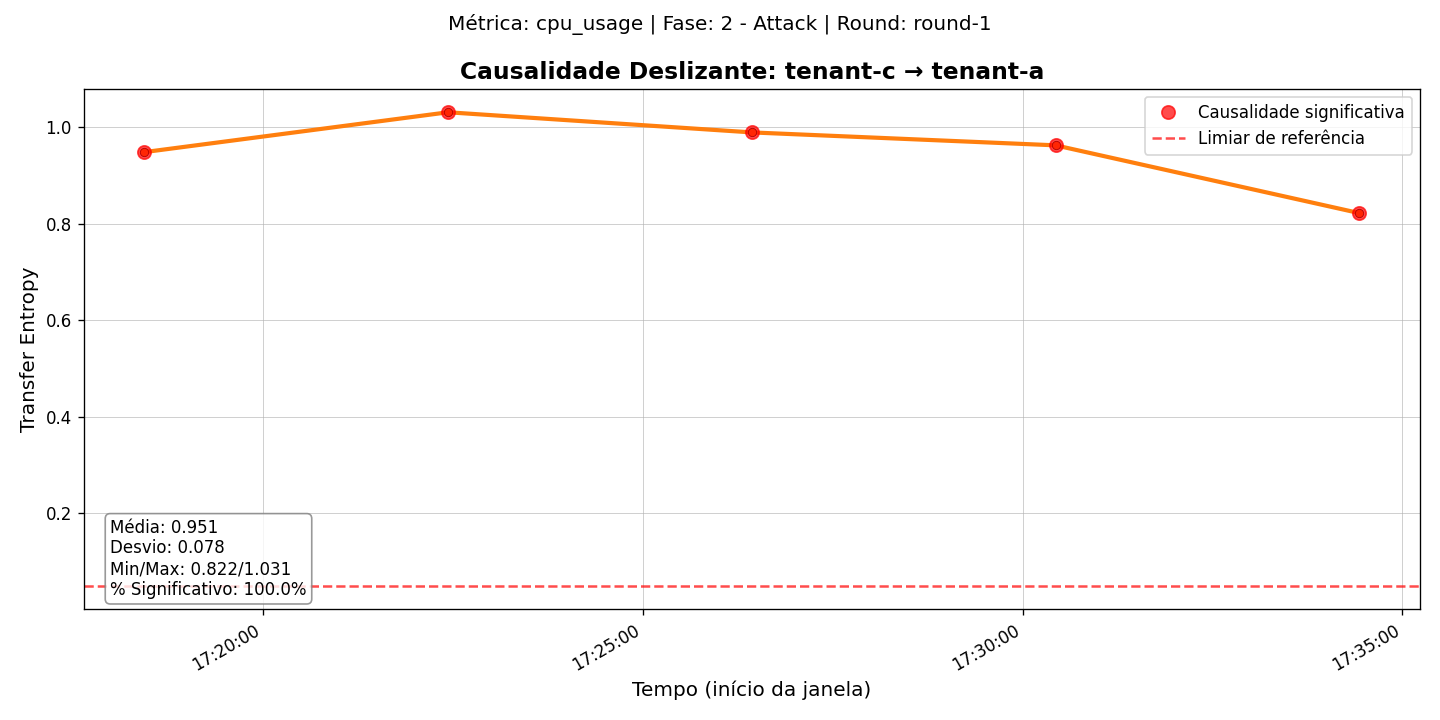 Métrica: cpu_usage | Fase: 2 - Attack | Round: round-1
Causalidade Deslizante: tenant-c → tenant-a
Causalidade significativa
Limiar de referência
Transfer Entropy
1.0
0.8
0.6
0.4
0.2
Média: 0.951
Desvio: 0.078
Min/Max: 0.822/1.031
% Significativo: 100.0%
17:20:00
17:25:00
17:30:00
17:35:00
Tempo (início da janela)